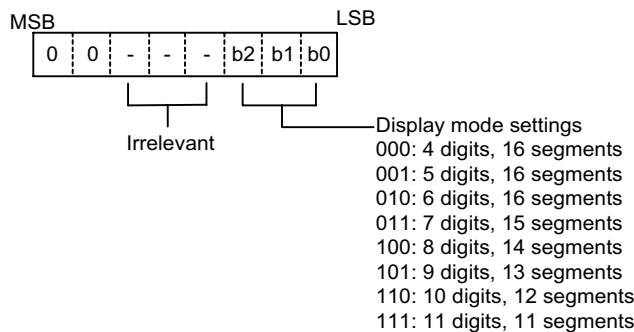 MSB LSB
0 0 - - - b2 b1 b0
Irrelevant
Display mode settings
000: 4 digits, 16 segments
001: 5 digits, 16 segments
010: 6 digits, 16 segments
011: 7 digits, 15 segments
100: 8 digits, 14 segments
101: 9 digits, 13 segments
110: 10 digits, 12 segments
111: 11 digits, 11 segments